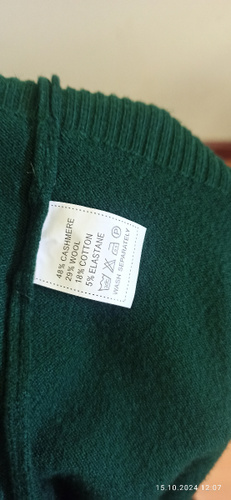 48% CASHMERE
29% WOOL
18% COTTON
5% ELASTANE
WASH SEPARATELY
15.10.2024 12:07